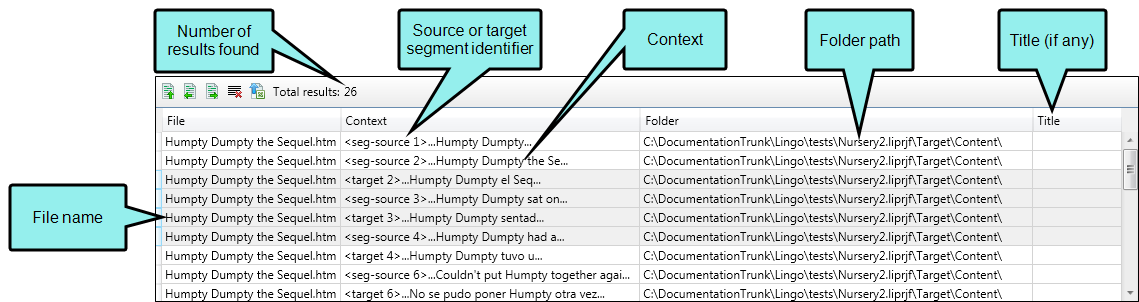 Number of
results found
Source or target
segment identifier
Context
Folder path
Title (if any)
Total results: 26
File Context Folder Title
Humpty Dumpty the Sequel.htm <seg-source 1>...Humpty Dumpty... C:\DocumentationTrunk\Lingo\tests\Nursery2.liprjf\Target\Content\
Humpty Dumpty the Sequel.htm <seg-source 2>...Humpty Dumpty the Se... C:\DocumentationTrunk\Lingo\tests\Nursery2.liprjf\Target\Content\
Humpty Dumpty the Sequel.htm <target 2>...Humpty Dumpty el Seq... C:\DocumentationTrunk\Lingo\tests\Nursery2.liprjf\Target\Content\
Humpty Dumpty the Sequel.htm <seg-source 3>...Humpty Dumpty sat on... C:\DocumentationTrunk\Lingo\tests\Nursery2.liprjf\Target\Content\
File name
Humpty Dumpty the Sequel.htm <target 3>...Humpty Dumpty sentad... C:\DocumentationTrunk\Lingo\tests\Nursery2.liprjf\Target\Content\
Humpty Dumpty the Sequel.htm <seg-source 4>...Humpty Dumpty had a... C:\DocumentationTrunk\Lingo\tests\Nursery2.liprjf\Target\Content\
Humpty Dumpty the Sequel.htm <target 4>...Humpty Dumpty tuvo u... C:\DocumentationTrunk\Lingo\tests\Nursery2.liprjf\Target\Content\
Humpty Dumpty the Sequel.htm <seg-source 6>...Couldn't put Humpty together agai... C:\DocumentationTrunk\Lingo\tests\Nursery2.liprjf\Target\Content\
Humpty Dumpty the Sequel.htm <target 6>...No se pudo poner Humpty otra vez... C:\DocumentationTrunk\Lingo\tests\Nursery2.liprjf\Target\Content\